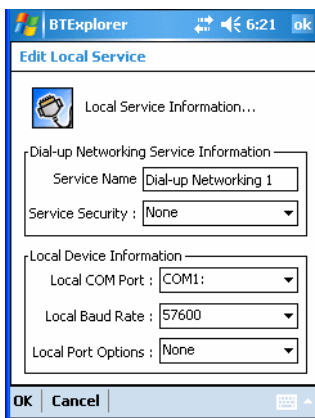 BTExplorer 6:21 ok
Edit Local Service
Local Service Information...
Dial-up Networking Service Information
Service Name Dial-up Networking 1
Service Security : None
Local Device Information
Local COM Port : COM1:
Local Baud Rate : 57600
Local Port Options : None
OK Cancel